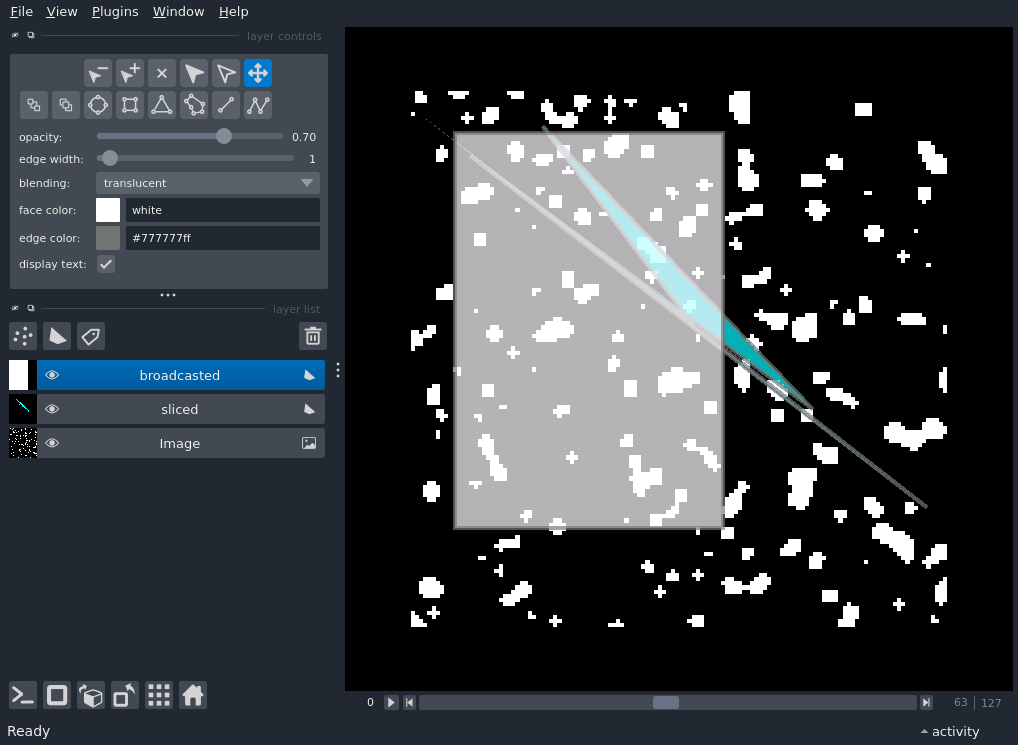 File View Plugins Window Help
layer controls
opacity: 0.70
edge width: 1
blending: translucent
face color: white
edge color: #777777ff
display text:
layer list
broadcasted
sliced
Image
0 63 127
Ready activity